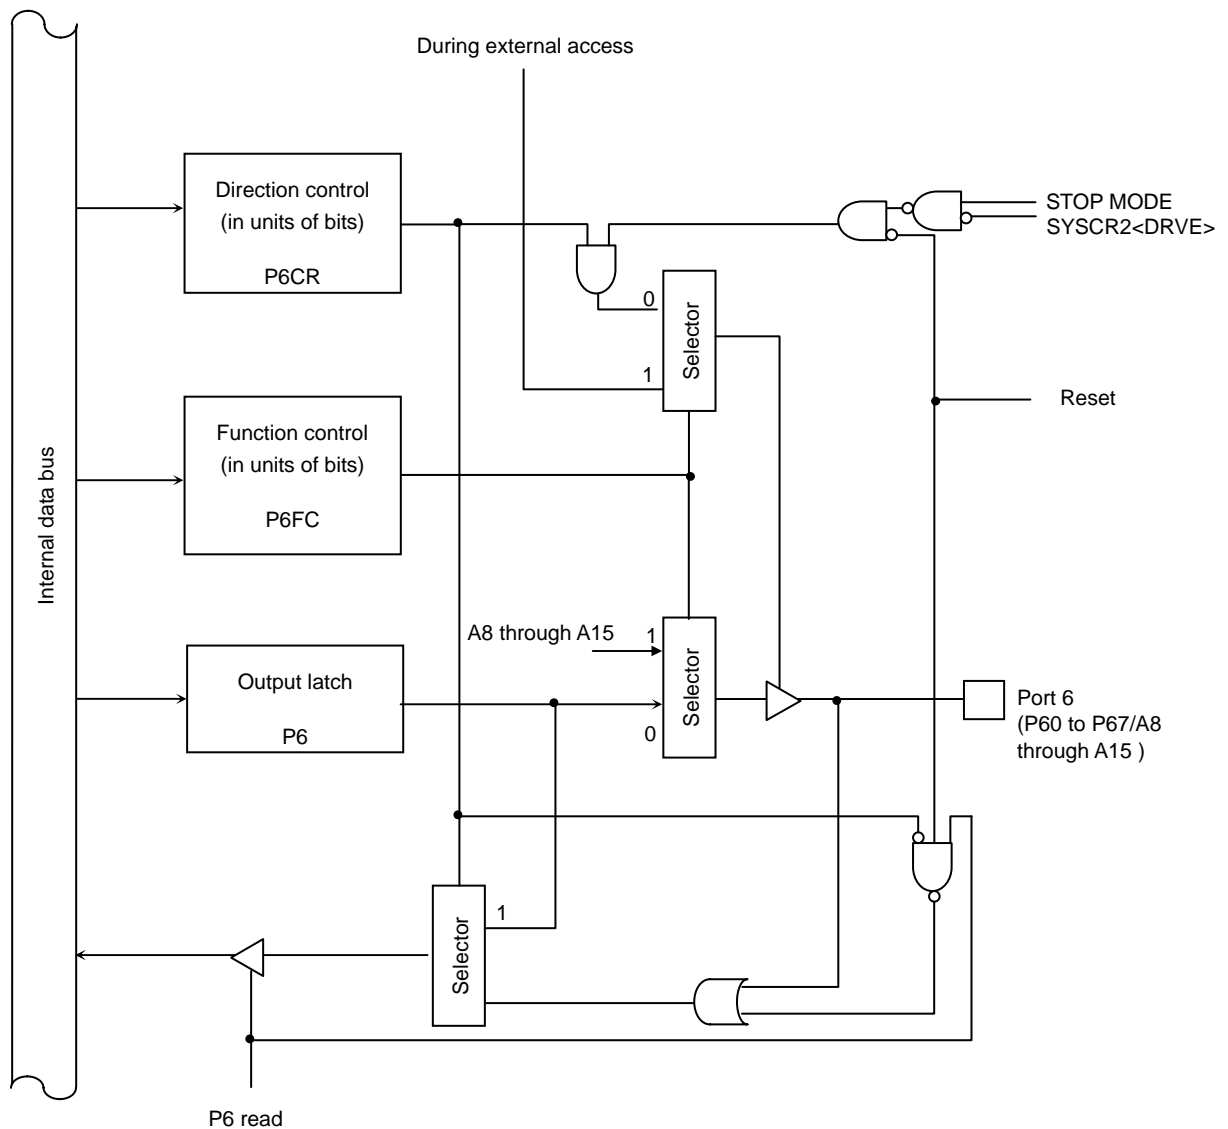 During external access
Direction control
(in units of bits)
P6CR
STOP MODE
SYSCR2<DRVE>
0
Selector
1
Reset
Function control
(in units of bits)
P6FC
Internal data bus
A8 through A15
1
Selector
0
Output latch
P6
Port 6
(P60 to P67/A8
through A15 )
1
Selector
P6 read